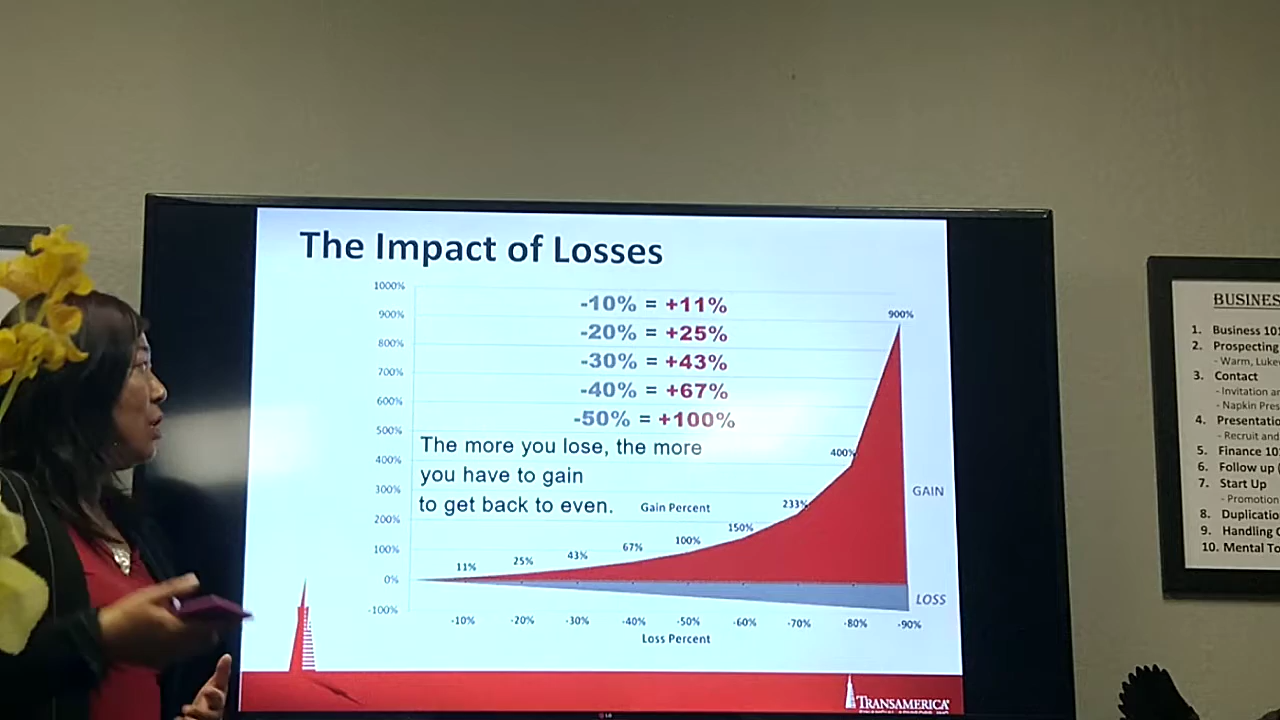 The Impact of Losses
1000%
900%
800%
700%
600%
500%
400%
300%
200%
100%
0%
-100%
-10% = +11%
-20% = +25%
-30% = +43%
-40% = +67%
-50% = +100%
The more you lose, the more
you have to gain
to get back to even.
Gain Percent
11%
25%
43%
67%
100%
150%
233%
400%
900%
GAIN
LOSS
-10%
-20%
-30%
-40%
-50%
-60%
-70%
-80%
-90%
Loss Percent
TRANSAMERICA
BUSINES
1. Business 101
2. Prospecting
- Warm, Luke
3. Contact
- Invitation a
- Napkin Pres
4. Presentatio
- Recruit and
5. Finance 10
6. Follow up (
7. Start Up
- Promotion
8. Duplicatio
9. Handling
10. Mental To